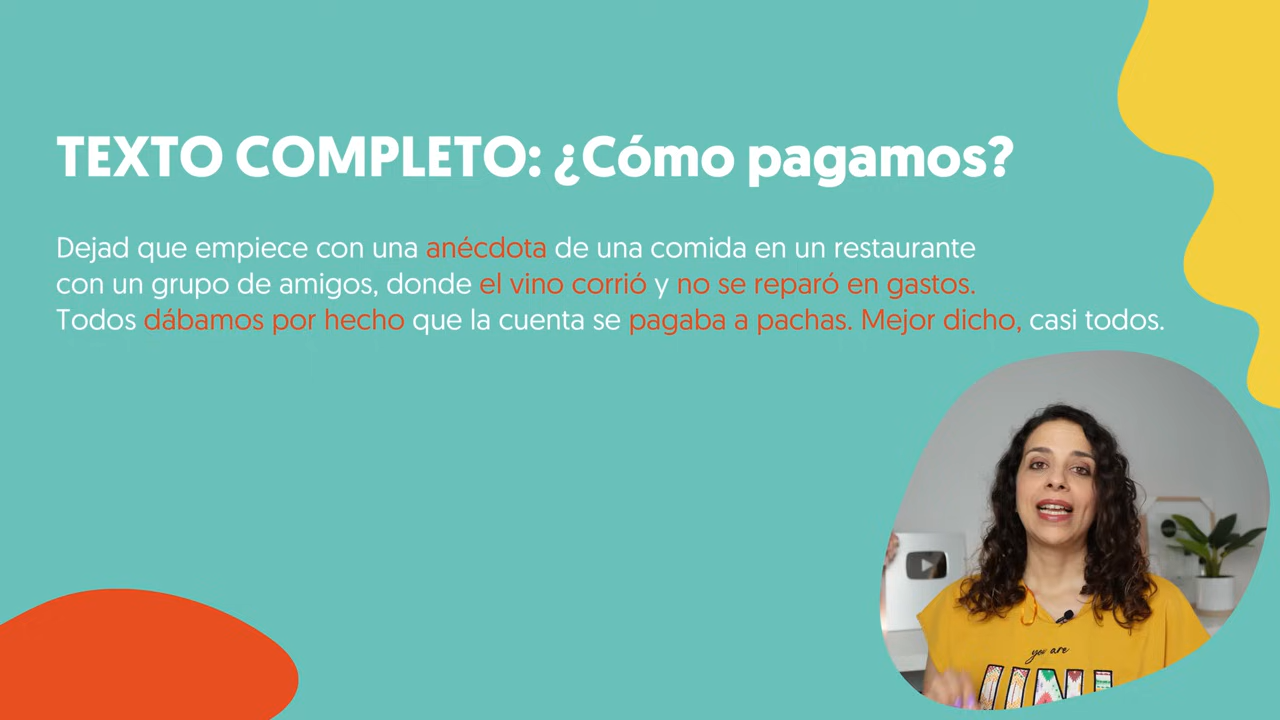 TEXTO COMPLETO: ¿Cómo pagamos?
Dejad que empiece con una anécdota de una comida en un restaurante
con un grupo de amigos, donde el vino corrió y no se reparó en gastos.
Todos dábamos por hecho que la cuenta se pagaba a pachas. Mejor dicho, casi todos.
you are